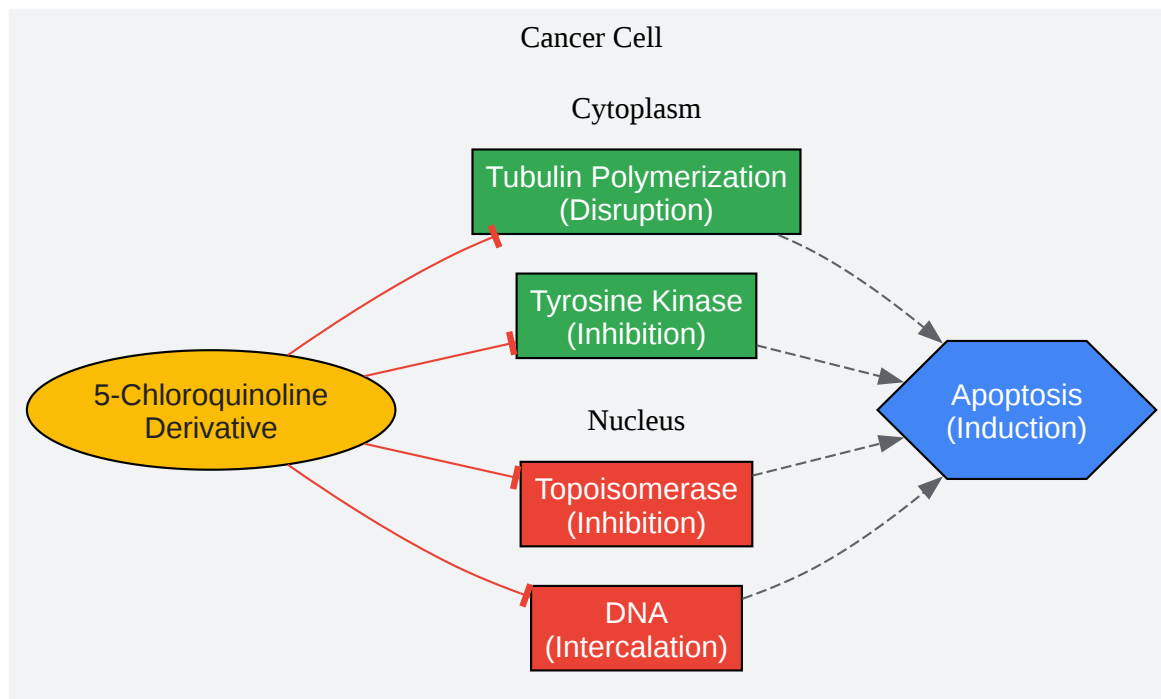 Cancer Cell
Cytoplasm
Tubulin Polymerization
(Disruption)
Tyrosine Kinase
(Inhibition)
5-Chloroquinoline
Derivative
Apoptosis
(Induction)
Nucleus
Topoisomerase
(Inhibition)
DNA
(Intercalation)